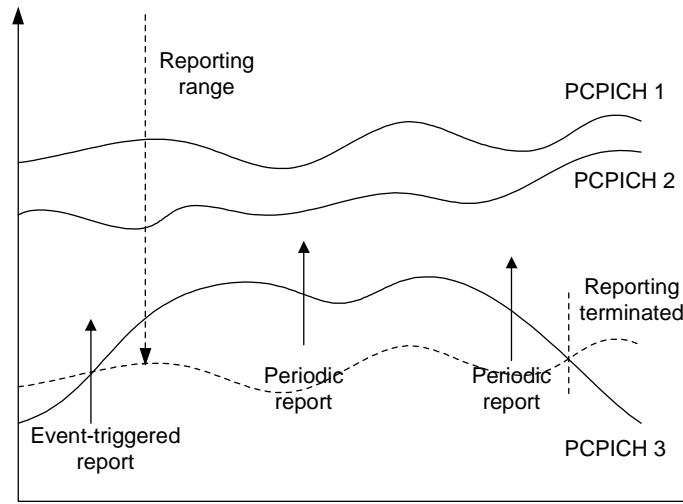 Reporting
range
PCPICH 1
PCPICH 2
Reporting
terminated
Periodic
report
Periodic
report
Event-triggered
report
PCPICH 3